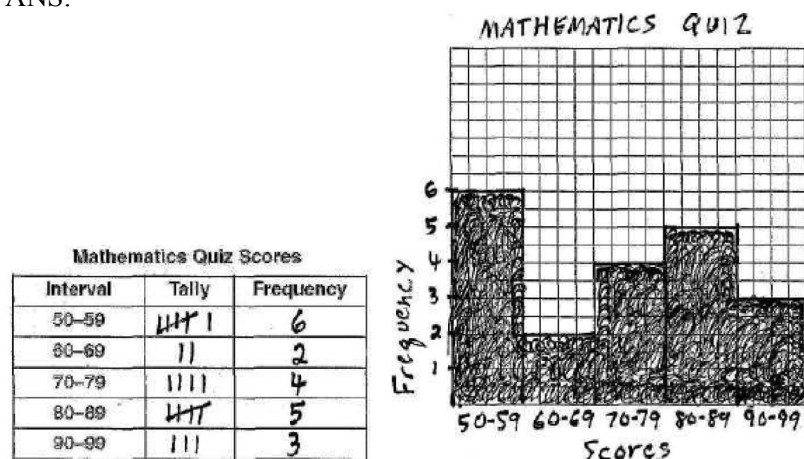 ANS:
MATHEMATICS QUIZ
Mathematics Quiz Scores
Interval Tally Frequency
50–59 6
60–69 2
70–79 4
80–89 5
90–99 3
Frequency
6
5
4
3
2
1
50-59 60-69 70-79 80-89 90-99
Scores